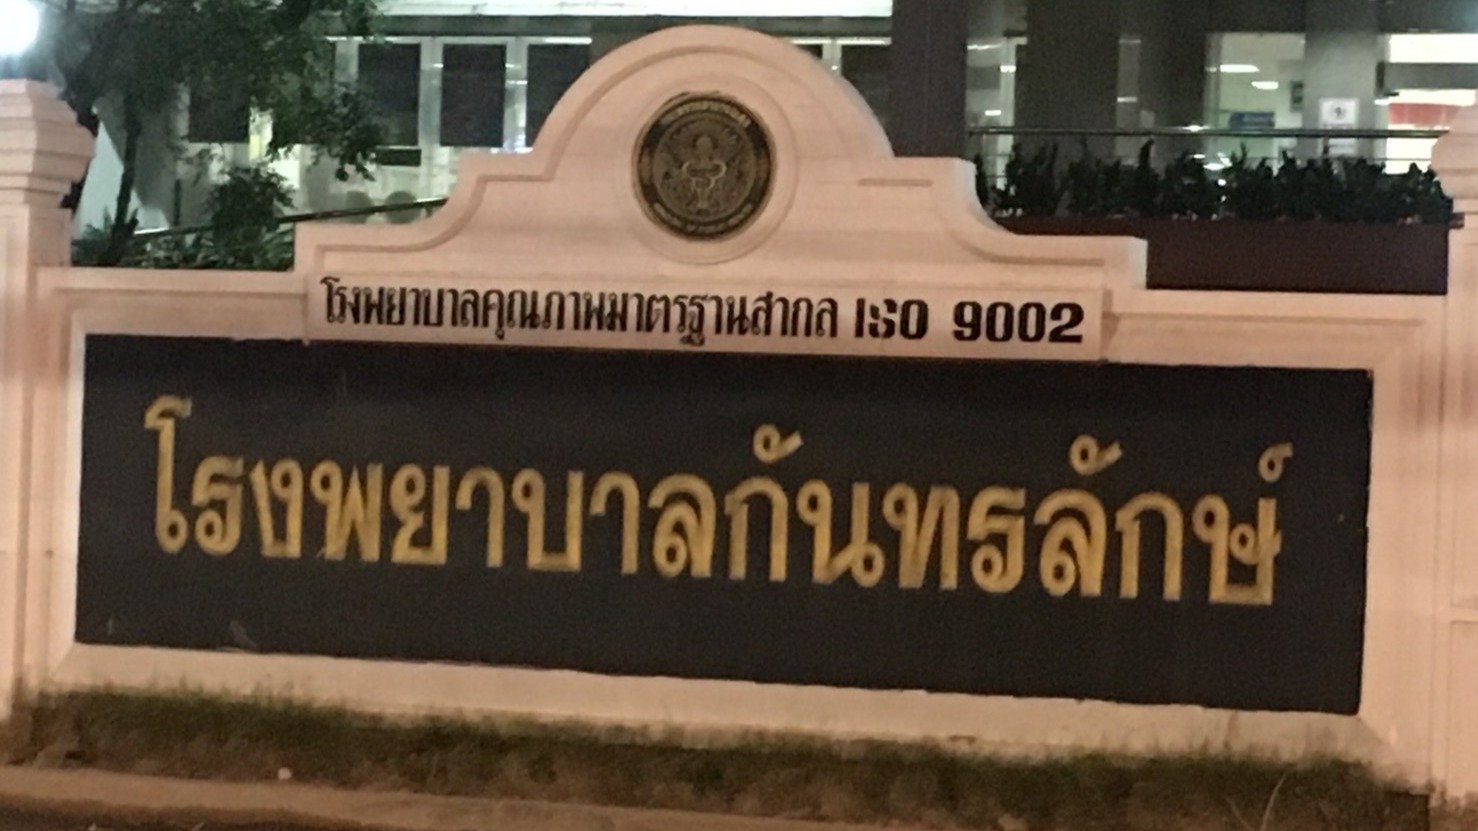 โรงพยาบาลคุณภาพมาตรฐานสากล ISO 9002
โรงพยาบาลกันทรลักษ์